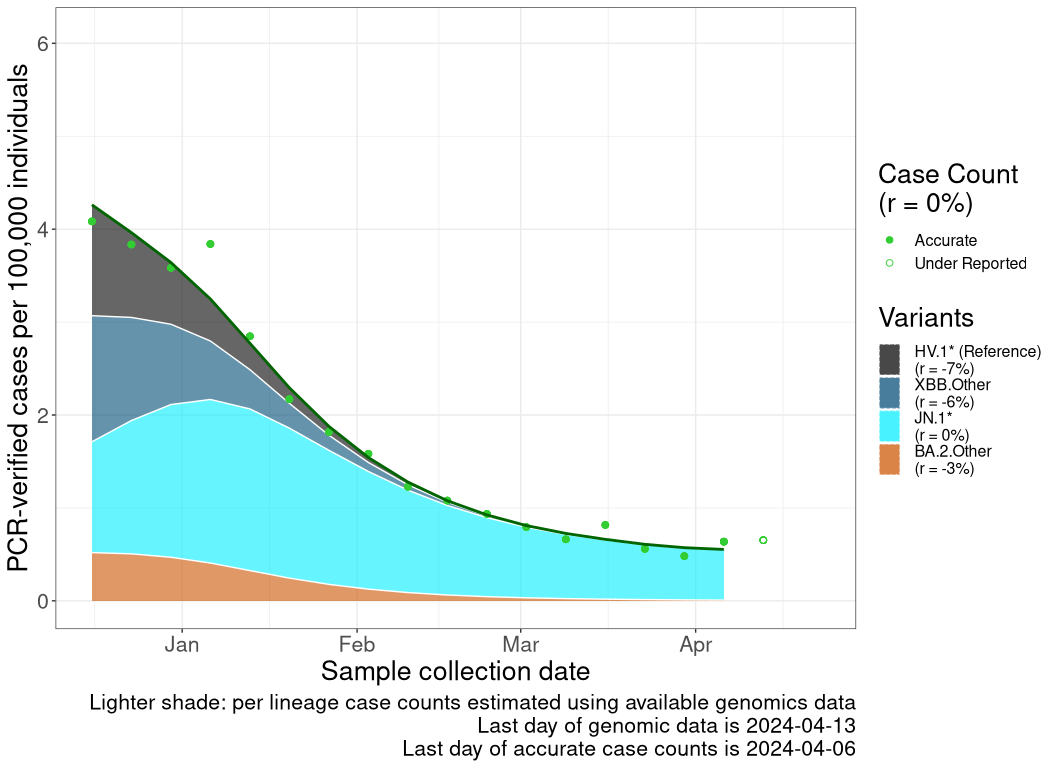 PCR-verified cases per 100,000 individuals
6
4
2
0
Jan Feb Mar Apr
Sample collection date
Lighter shade: per lineage case counts estimated using available genomics data
Last day of genomic data is 2024-04-13
Last day of accurate case counts is 2024-04-06
Case Count
(r = 0%)
Accurate
Under Reported
Variants
HV.1* (Reference)
(r = -7%)
XBB.Other
(r = -6%)
JN.1*
(r = 0%)
BA.2.Other
(r = -3%)